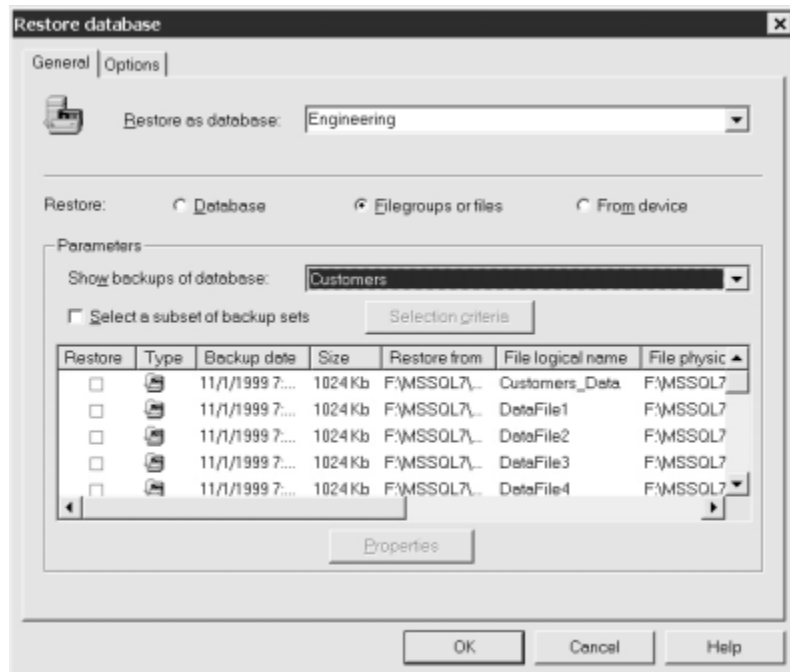 Restore database
General Options
Restore as database: Engineering
Restore: Database Filegroups or files From device
Parameters
Show backups of database: Customers
Select a subset of backup sets Selection criteria
Restore Type Backup date Size Restore from File logical name File physic
11/1/1999 7:... 1024 Kb F:\MSSQL7\... Customers_Data F:\MSSQL7
11/1/1999 7:... 1024 Kb F:\MSSQL7\... DataFile1 F:\MSSQL7
11/1/1999 7:... 1024 Kb F:\MSSQL7\... DataFile2 F:\MSSQL7
11/1/1999 7:... 1024 Kb F:\MSSQL7\... DataFile3 F:\MSSQL7
11/1/1999 7:... 1024 Kb F:\MSSQL7\... DataFile4 F:\MSSQL7
Properties
OK Cancel Help